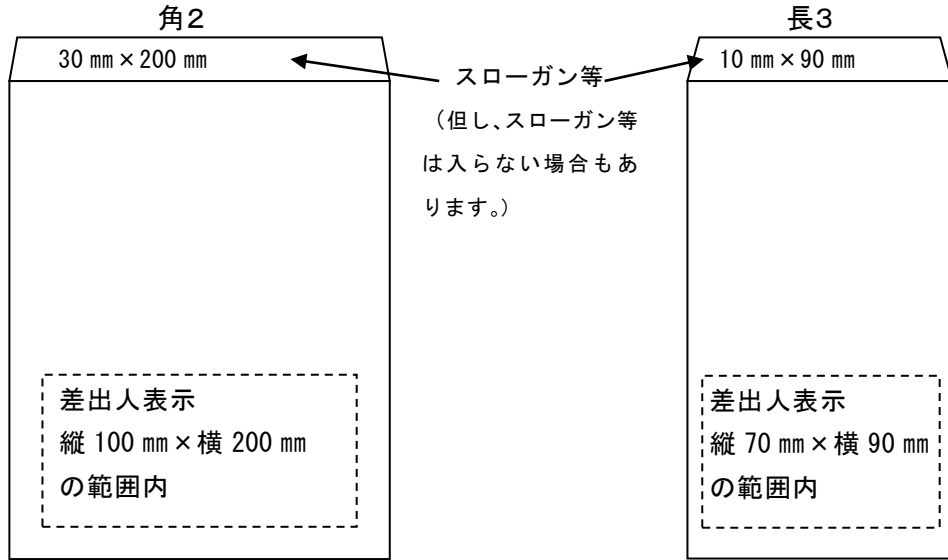 角2
30 ㎜×200 ㎜
長3
10 ㎜×90 ㎜
スローガン等
（但し、スローガン等
は入らない場合もあ
ります。）
差出人表示
縦 100 ㎜×横 200 ㎜
の範囲内
差出人表示
縦 70 ㎜×横 90 ㎜
の範囲内